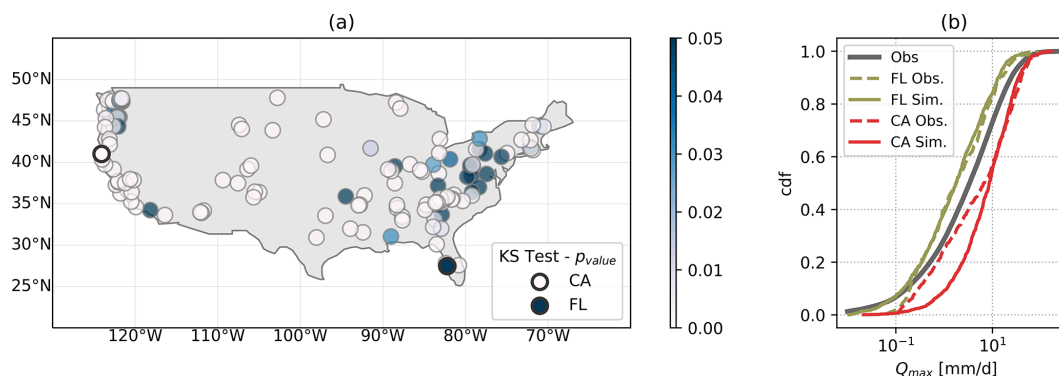 (a)
50°N
45°N
40°N
35°N
30°N
25°N
120°W 110°W 100°W 90°W 80°W 70°W
KS Test - p_value
CA
FL
0.05
0.04
0.03
0.02
0.01
0.00
(b)
cdf
1.0
0.8
0.6
0.4
0.2
0.0
Obs
FL Obs.
FL Sim.
CA Obs.
CA Sim.
10⁻¹ 10¹
Q_max [mm/d]